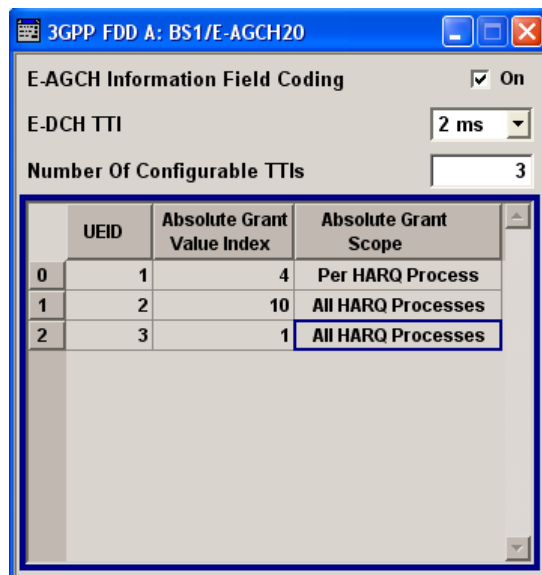 3GPP FDD A: BS1/E-AGCH20
E-AGCH Information Field Coding On
E-DCH TTI 2 ms
Number Of Configurable TTIs 3
UEID Absolute Grant Value Index Absolute Grant Scope
0 1 4 Per HARQ Process
1 2 10 All HARQ Processes
2 3 1 All HARQ Processes